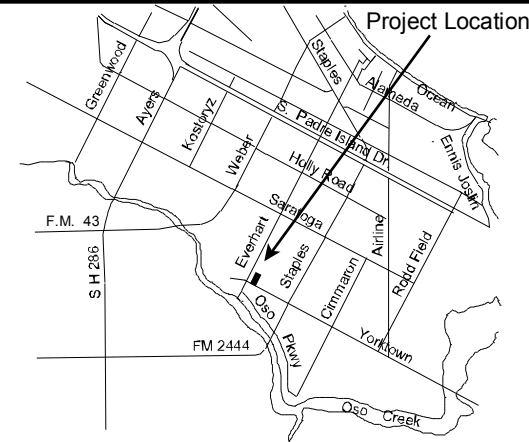 Project Location
Staples
Ocean
Alameda
Greenwood
Ayers
Kostoryz
Weber
S. Padre Island Dr
Ennis Joslin
Holly Road
Saratoga
F.M. 43
S H 286
Everhart
Staples
Airline
Rodd Field
Cimmaron
Oso
Pkwy
Yorktown
FM 2444
Oso Creek